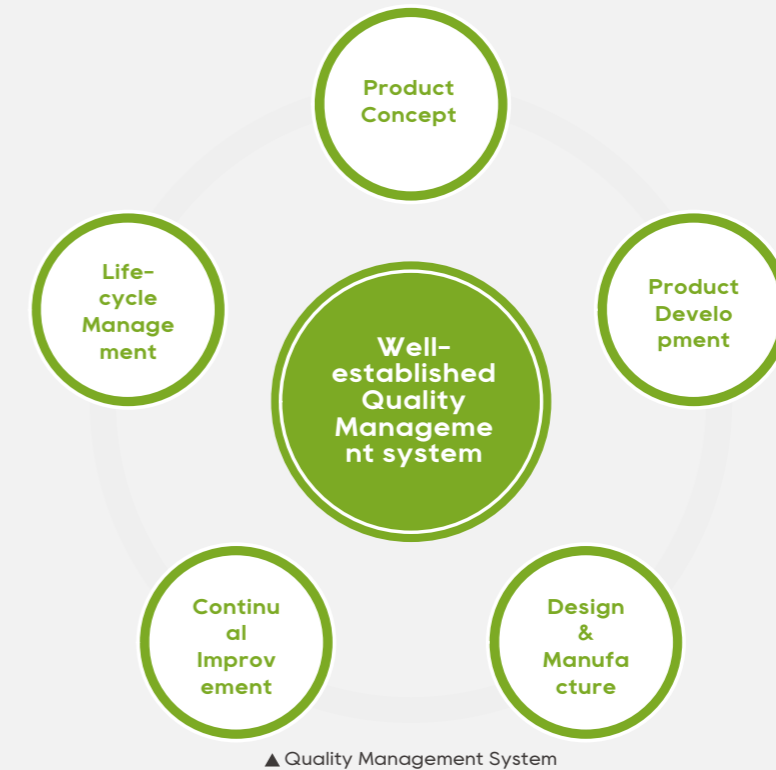 Product
Concept
Life-
cycle
Manage
ment
Product
Develo
pment
Well-
established
Quality
Manageme
nt system
Continu
al
Improv
ement
Design
&
Manufa
cture
▲ Quality Management System